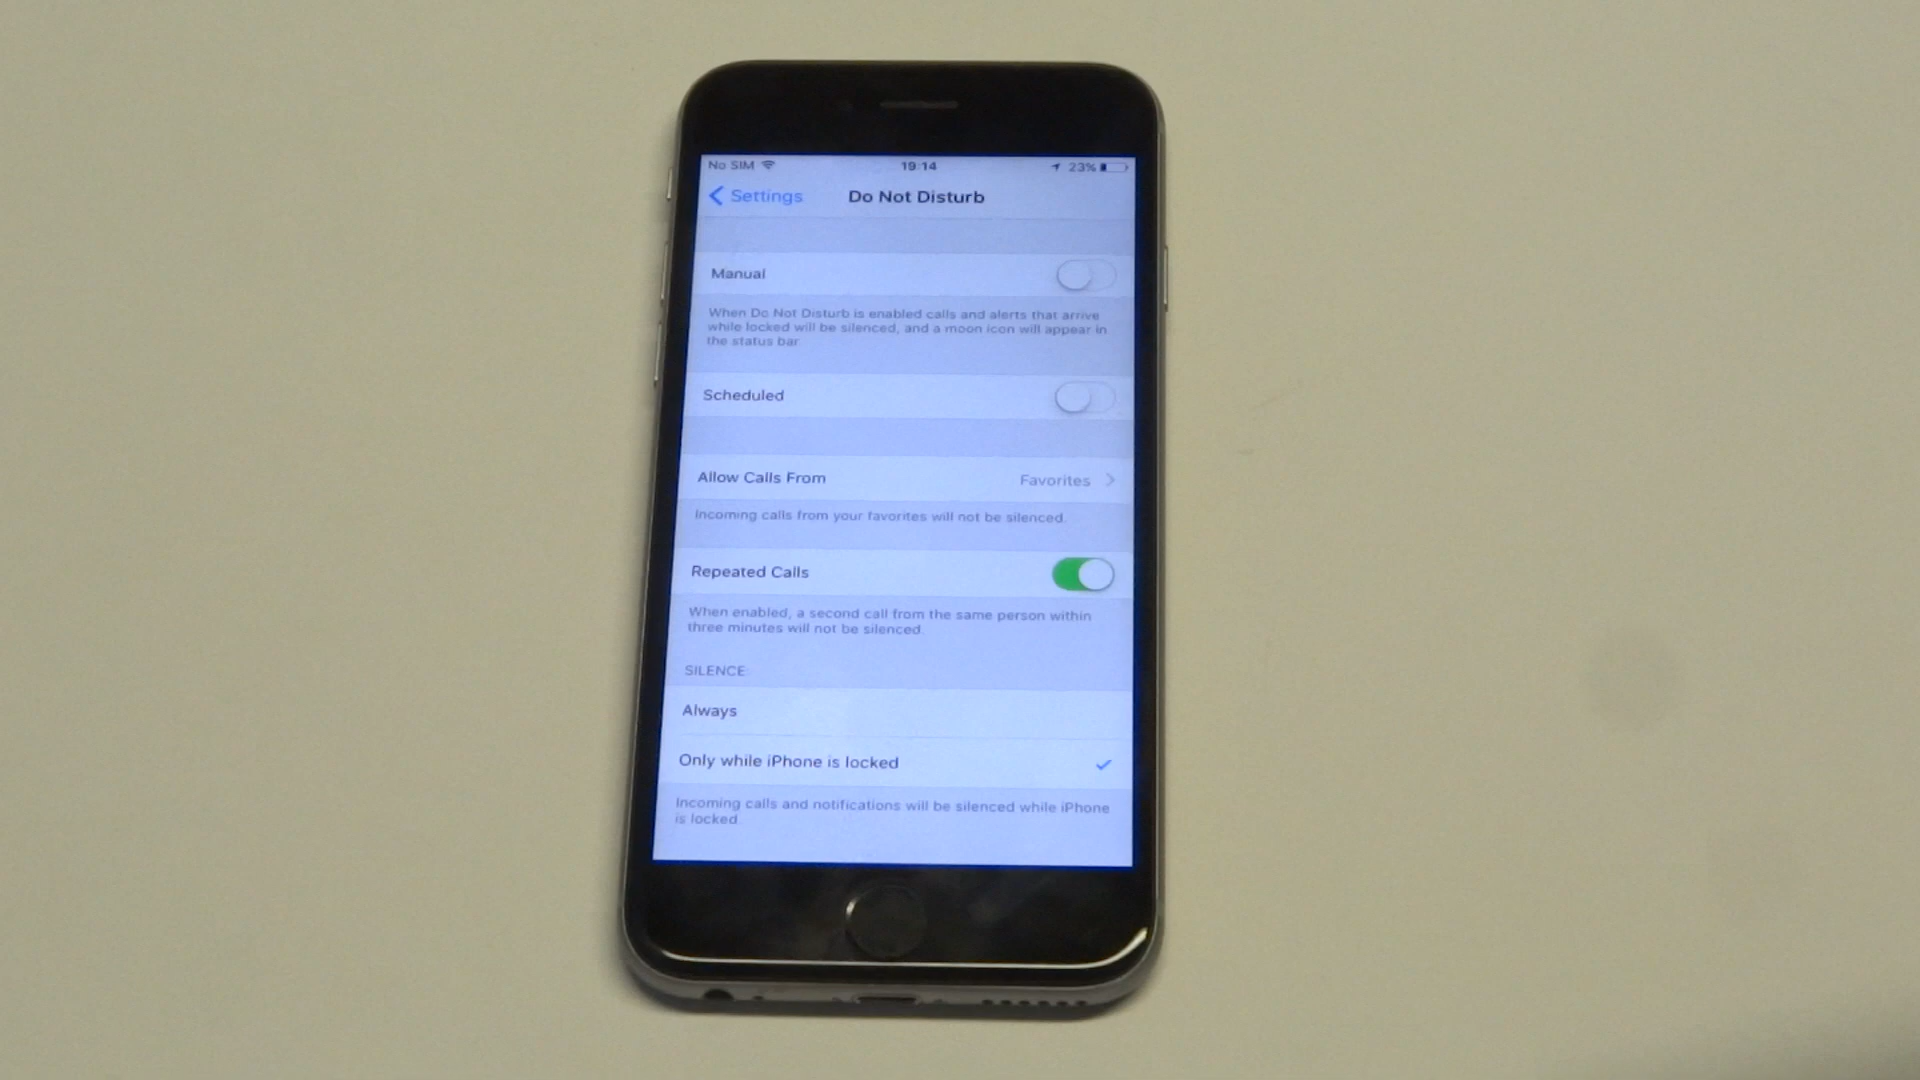 No SIM 19:14 23%
Settings Do Not Disturb
Manual
When Do Not Disturb is enabled calls and alerts that arrive
while locked will be silenced, and a moon icon will appear in
the status bar
Scheduled
Allow Calls From Favorites
Incoming calls from your favorites will not be silenced.
Repeated Calls
When enabled, a second call from the same person within
three minutes will not be silenced.
SILENCE:
Always
Only while iPhone is locked
Incoming calls and notifications will be silenced while iPhone
is locked.